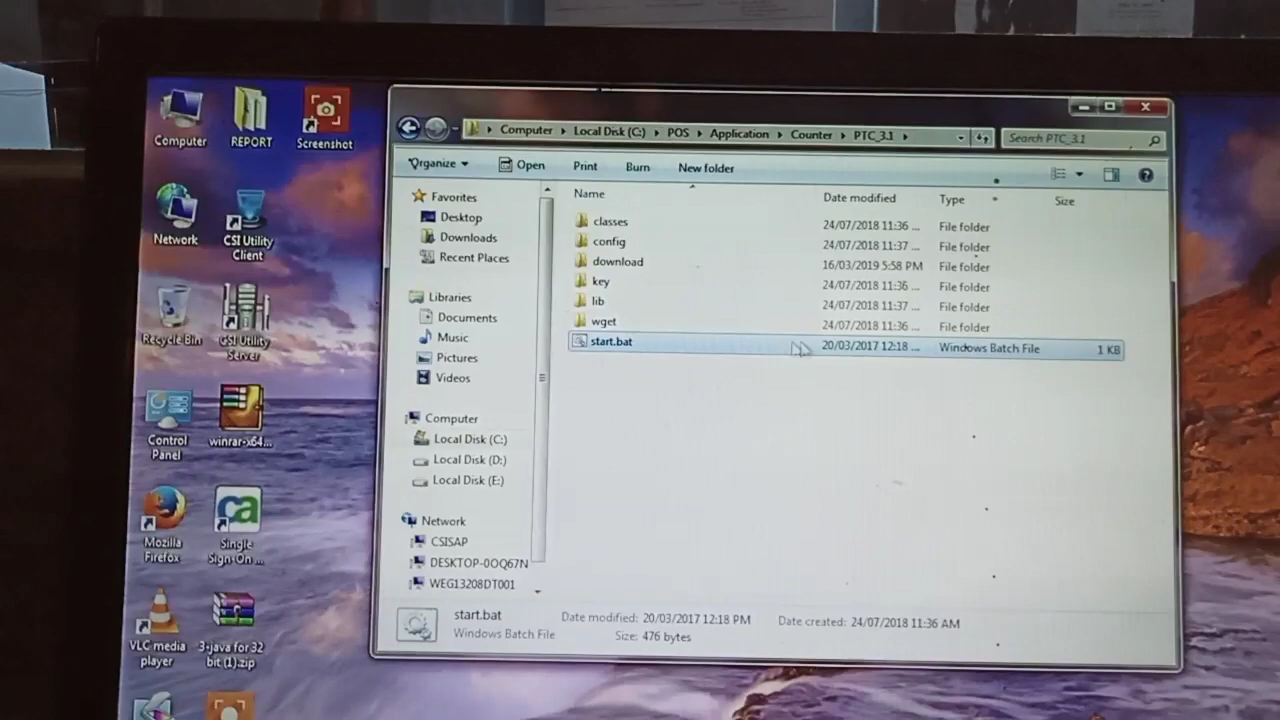 Computer
REPORT
Screenshot
Network
CSI Utility
Client
Recycle Bin
CSI Utility
Server
Control
Panel
winrar-x64...
Mozilla
Firefox
Single
Sign-On ...
VLC media
player
3-java for 32
bit (1).zip
Computer Local Disk (C:) POS Application Counter PTC_3.1
Search PTC_3.1
Organize Open Print Burn New folder
Favorites
Desktop
Downloads
Recent Places
Libraries
Documents
Music
Pictures
Videos
Computer
Local Disk (C:)
Local Disk (D:)
Local Disk (E:)
Network
CSISAP
DESKTOP-0OQ67N
WEG13208DT001
Name Date modified Type Size
classes 24/07/2018 11:36 ... File folder
config 24/07/2018 11:37 ... File folder
download 16/03/2019 5:58 PM File folder
key 24/07/2018 11:36 ... File folder
lib 24/07/2018 11:37 ... File folder
wget 24/07/2018 11:36 ... File folder
start.bat 20/03/2017 12:18 ... Windows Batch File 1 KB
start.bat Date modified: 20/03/2017 12:18 PM Date created: 24/07/2018 11:36 AM
Windows Batch File Size: 476 bytes
ca